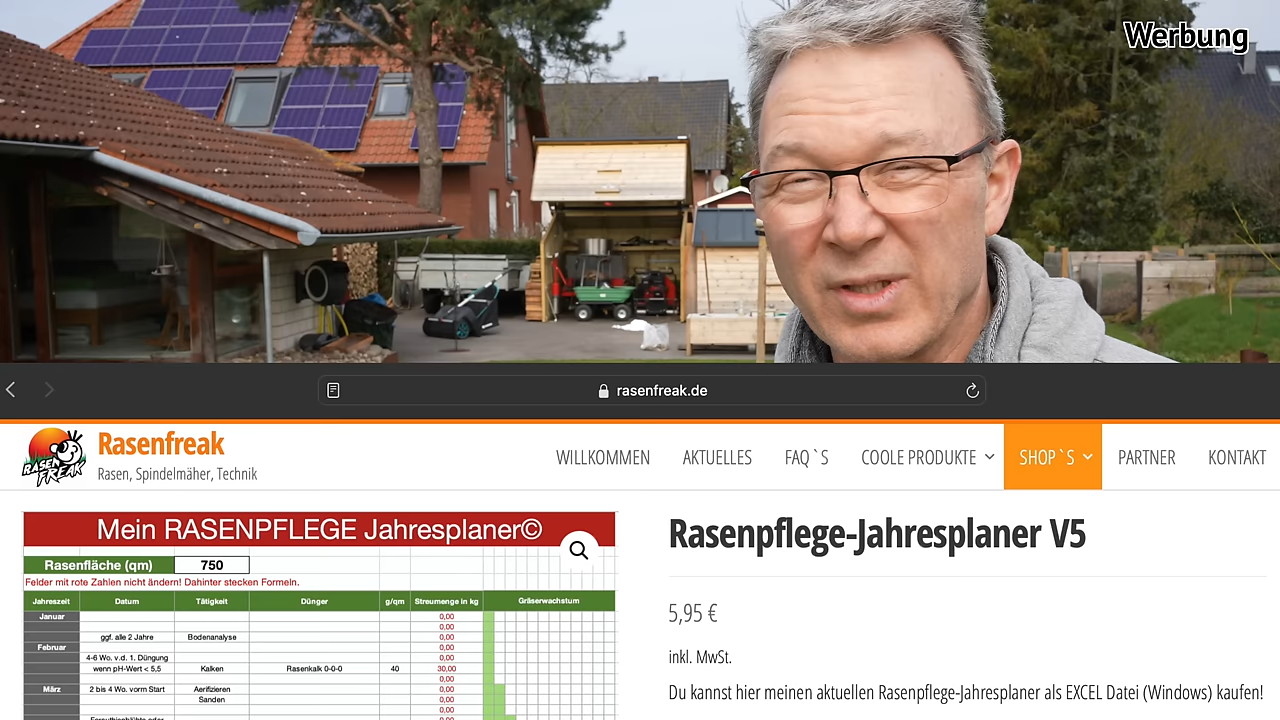 Werbung
rasenfreak.de
RASEN FREAK
Rasenfreak
Rasen, Spindelmäher, Technik
WILLKOMMEN AKTUELLES FAQ`S COOLE PRODUKTE SHOP`S PARTNER KONTAKT
Mein RASENPFLEGE Jahresplaner©
Rasenfläche (qm) 750
Felder mit rote Zahlen nicht ändern! Dahinter stecken Formeln.
Jahreszeit Datum Tätigkeit Dünger g/qm Streumenge in kg Gräserwachstum
Januar 0,00
0,00
ggf. alle 2 Jahre Bodenanalyse 0,00
Februar 0,00
4-6 Wo. v.d. 1. Düngung 0,00
wenn pH-Wert < 5,5 Kalken Rasenkalk 0-0-0 40 30,00
0,00
März 2 bis 4 Wo. vorm Start Aerifizieren 0,00
Sanden 0,00
0,00
Rasenpflege-Jahresplaner V5
5,95 €
inkl. MwSt.
Du kannst hier meinen aktuellen Rasenpflege-Jahresplaner als EXCEL Datei (Windows) kaufen!